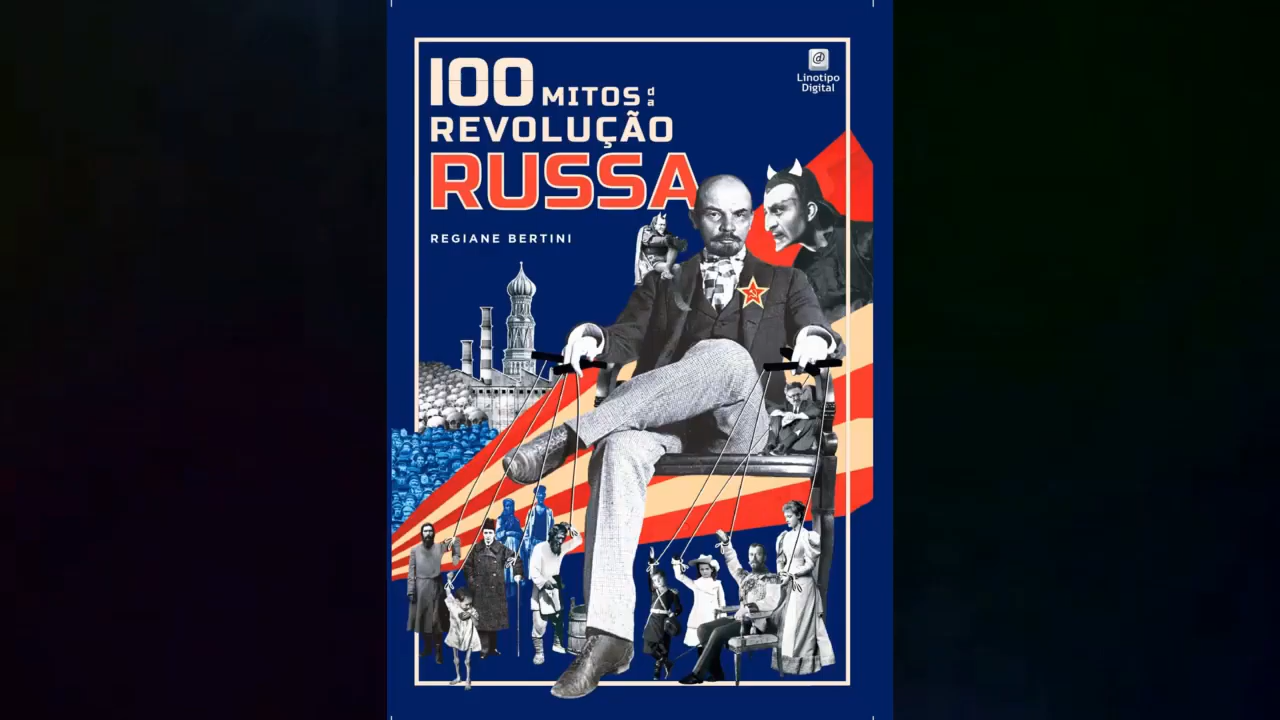 100 MITOS da
REVOLUÇÃO
RUSSA
REGIANE BERTINI
@
Linotipo
Digital